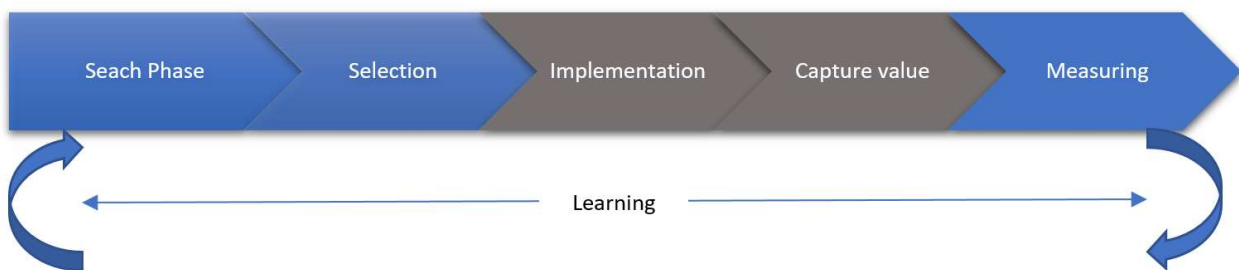 Seach Phase
Selection
Implementation
Capture value
Measuring
Learning